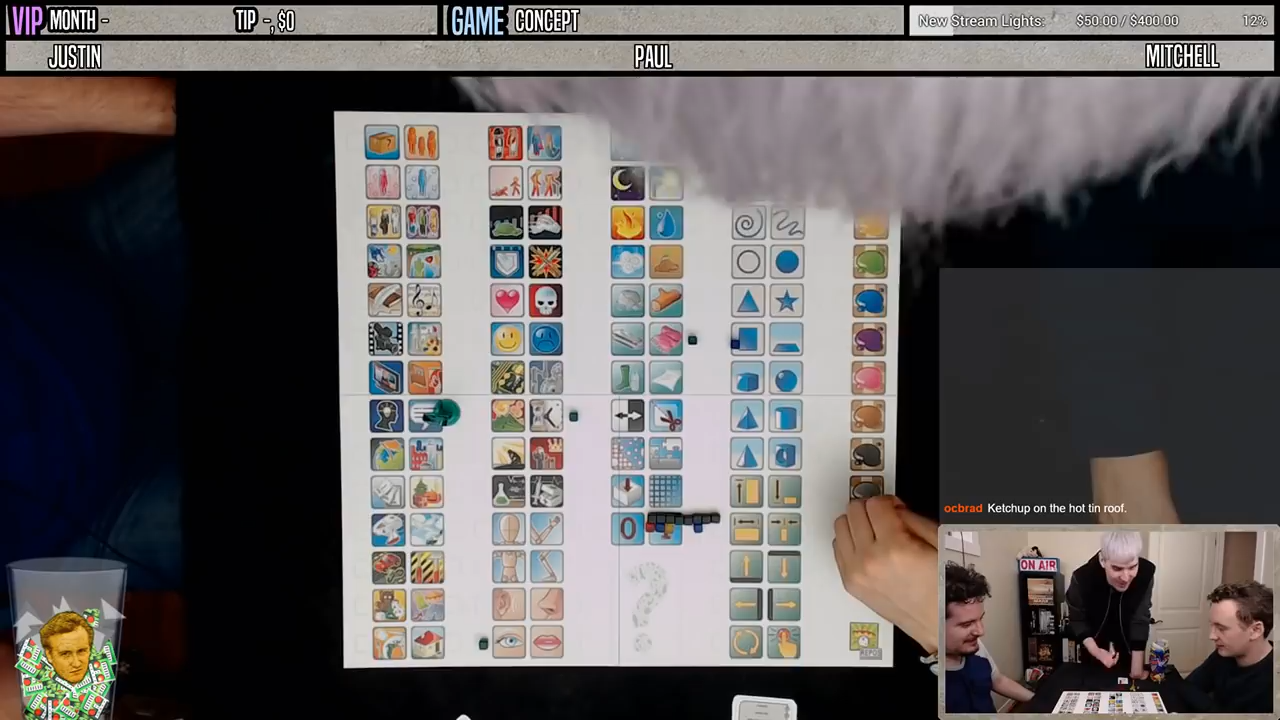 VIP MONTH -
TIP -, $0
GAME CONCEPT
New Stream Lights: $50.00 / $400.00 12%
JUSTIN
PAUL
MITCHELL
0
?
ocbrad Ketchup on the hot tin roof.
ON AIR